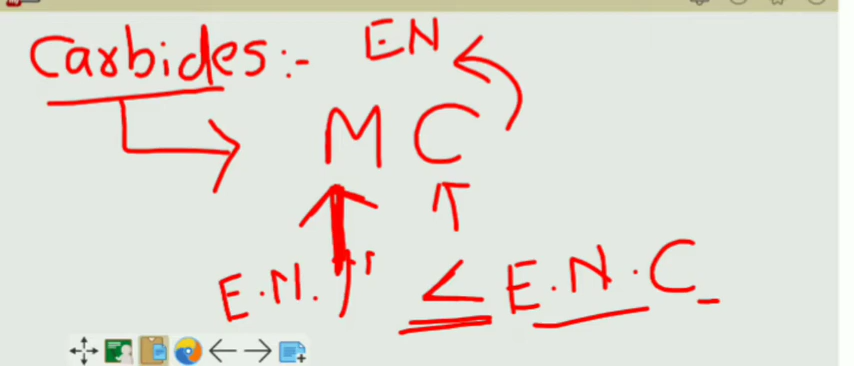 Carbides :-
EN
M C
E.N. < E.N.C